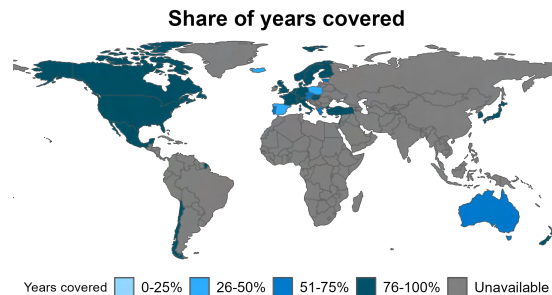 Share of years covered
Years covered 0-25% 26-50% 51-75% 76-100% Unavailable